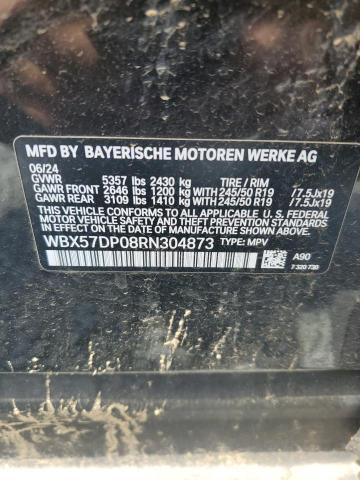 MFD BY BAYERISCHE MOTOREN WERKE AG
06/24
GVWR 5357 lbs 2430 kg TIRE / RIM
GAWR FRONT 2646 lbs 1200 kg WITH 245/50 R19 /7.5Jx19
GAWR REAR 3109 lbs 1410 kg WITH 245/50 R19 /7.5Jx19
THIS VEHICLE CONFORMS TO ALL APPLICABLE U.S. FEDERAL
MOTOR VEHICLE SAFETY, BUMPER, AND THEFT PREVENTION
STANDARDS IN EFFECT ON THE DATE OF MANUFACTURE SHOWN ABOVE.
WBX57DP08RN304873 TYPE: MPV
A90
7 320 730